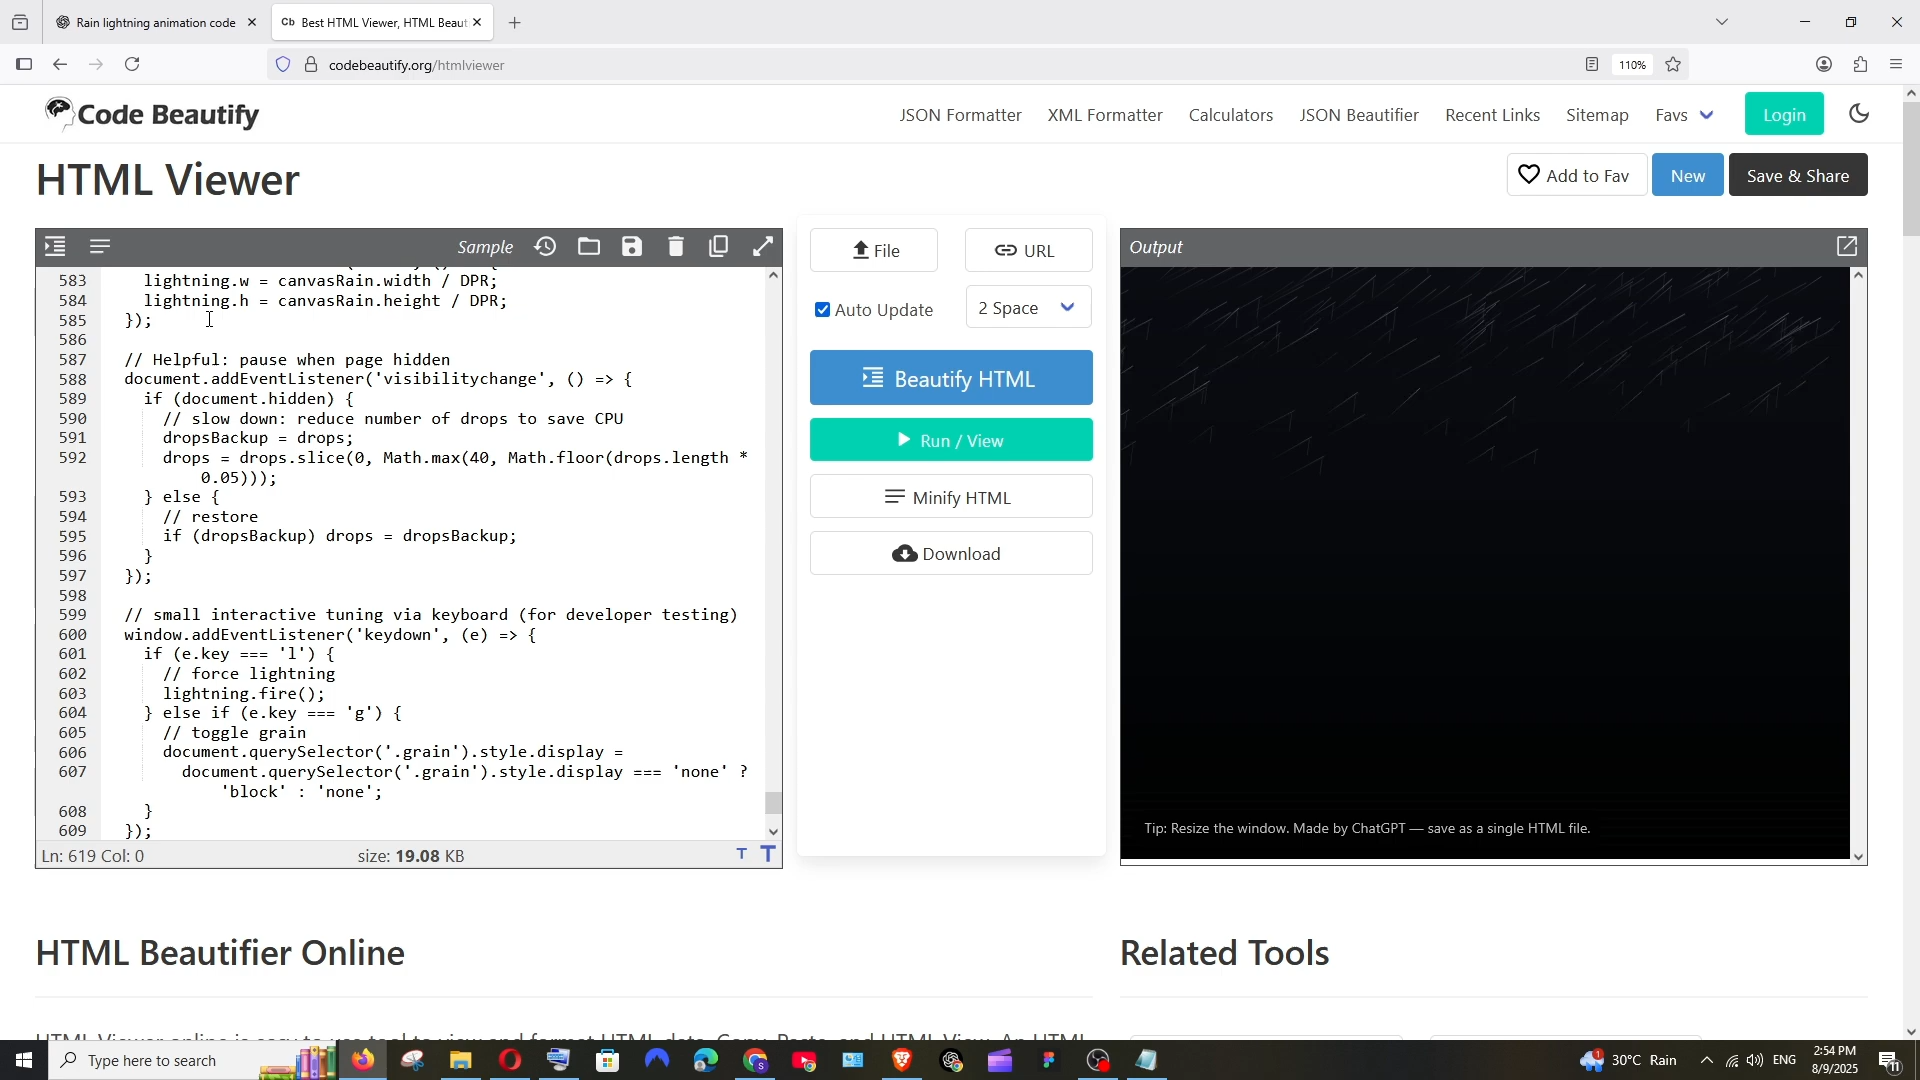 Rain lightning animation code
Cb Best HTML Viewer, HTML Beaut
codebeautify.org/htmlviewer
110%
Code Beautify
JSON Formatter
XML Formatter
Calculators
JSON Beautifier
Recent Links
Sitemap
Favs
Login
HTML Viewer
Add to Fav
New
Save & Share
Sample
File
URL
Output
583 lightning.w = canvasRain.width / DPR;
584 lightning.h = canvasRain.height / DPR;
585 });
586
587 // Helpful: pause when page hidden
588 document.addEventListener('visibilitychange', () => {
589 if (document.hidden) {
590 // slow down: reduce number of drops to save CPU
591 dropsBackup = drops;
592 drops = drops.slice(0, Math.max(40, Math.floor(drops.length *
0.05)));
593 } else {
594 // restore
595 if (dropsBackup) drops = dropsBackup;
596 }
597 });
598
599 // small interactive tuning via keyboard (for developer testing)
600 window.addEventListener('keydown', (e) => {
601 if (e.key === 'l') {
602 // force lightning
603 lightning.fire();
604 } else if (e.key === 'g') {
605 // toggle grain
606 document.querySelector('.grain').style.display =
607 document.querySelector('.grain').style.display === 'none' ?
'block' : 'none';
608 }
609 });
Ln: 619 Col: 0
size: 19.08 KB
T T
Auto Update
2 Space
Beautify HTML
Run / View
Minify HTML
Download
Tip: Resize the window. Made by ChatGPT — save as a single HTML file.
HTML Beautifier Online
Related Tools
Type here to search
1
30°C Rain
ENG
2:54 PM
8/9/2025
11